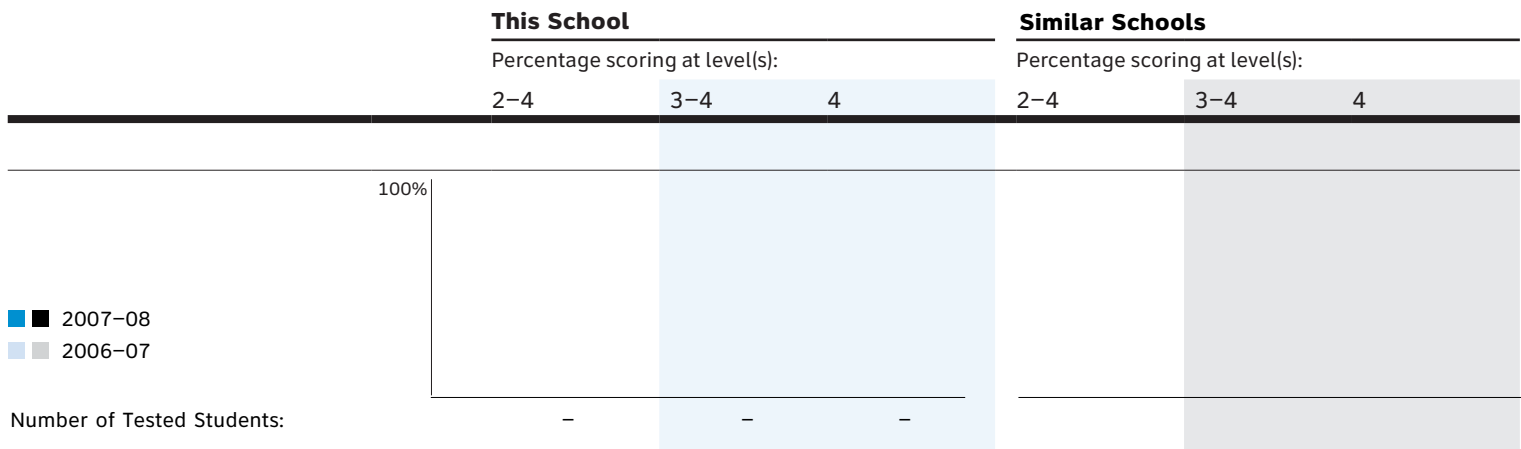 This School Similar Schools
Percentage scoring at level(s): Percentage scoring at level(s):
2–4 3–4 4 2–4 3–4 4
100%
2007–08
2006–07
Number of Tested Students: – – –